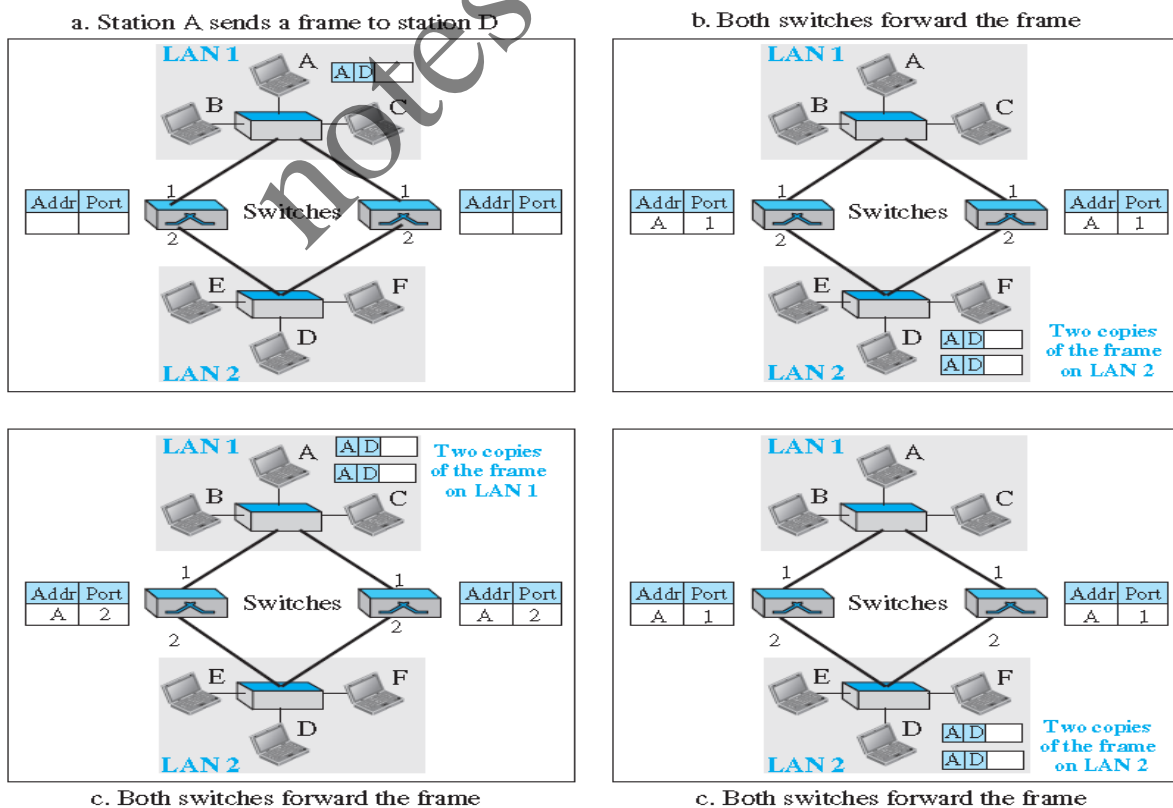 a. Station A sends a frame to station D
LAN 1
A
A D
B
C
1
1
Addr Port
Switches
Addr Port
2
2
E
F
D
LAN 2
notes
b. Both switches forward the frame
LAN 1
A
B
C
1
1
Addr Port
A 1
Switches
Addr Port
A 1
2
2
E
F
D
A D
A D
Two copies
of the frame
on LAN 2
LAN 2
LAN 1
A
A D
A D
Two copies
of the frame
on LAN 1
B
C
1
1
Addr Port
A 2
Switches
Addr Port
A 2
2
2
E
F
D
LAN 2
c. Both switches forward the frame
LAN 1
A
B
C
1
1
Addr Port
A 1
Switches
Addr Port
A 1
2
2
E
F
D
A D
A D
Two copies
of the frame
on LAN 2
LAN 2
c. Both switches forward the frame